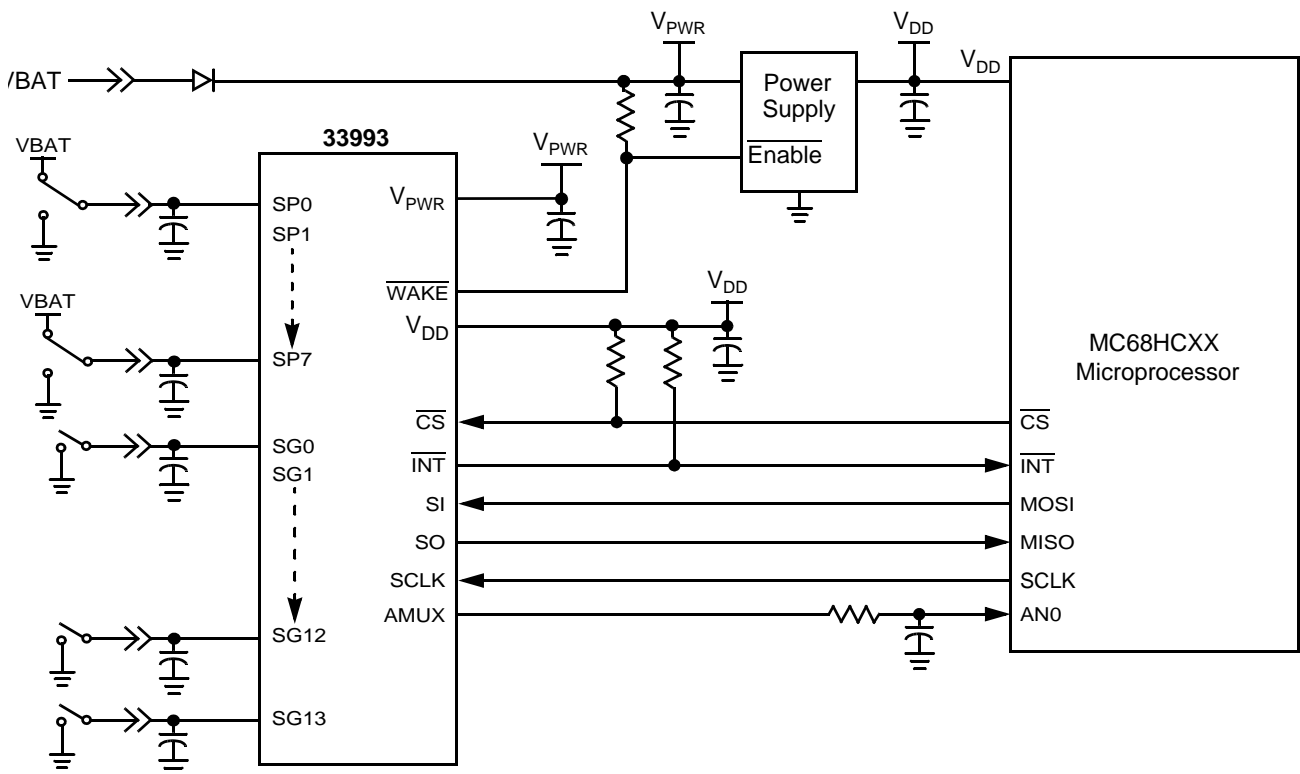 V_PWR
V_DD
V_DD
/BAT
Power
Supply
Enable
33993
VBAT
V_PWR
SP0
V_PWR
SP1
WAKE
VBAT
V_DD
V_DD
SP7
MC68HCXX
Microprocessor
CS
CS
SG0
INT
INT
SG1
SI
MOSI
SO
MISO
SCLK
SCLK
AMUX
AN0
SG12
SG13